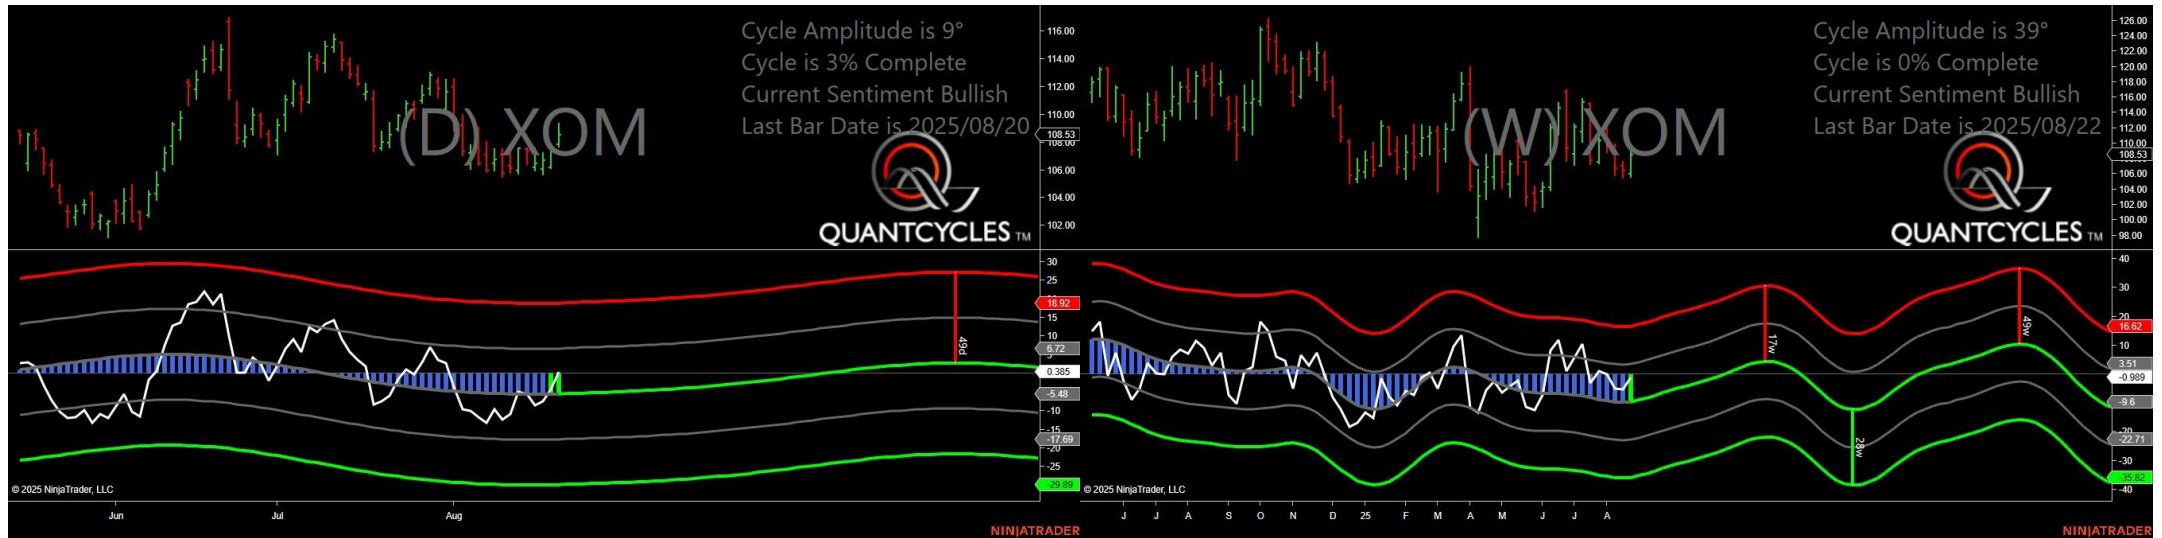 Cycle Amplitude is 9°
Cycle is 3% Complete
Current Sentiment Bullish
Last Bar Date is 2025/08/20
(D) XOM
QUANTCYCLES TM
116.00
114.00
112.00
110.00
108.53
108.00
106.00
104.00
102.00
30
25
18.92
15
10
6.72
5
0.385
-5.48
-10
-15
-17.69
-20
-25
-29.89
49d
© 2025 NinjaTrader, LLC
Jun
Jul
Aug
NINJATRADER
Cycle Amplitude is 39°
Cycle is 0% Complete
Current Sentiment Bullish
Last Bar Date is 2025/08/22
(W) XOM
QUANTCYCLES TM
126.00
124.00
122.00
120.00
118.00
116.00
114.00
112.00
110.00
108.53
106.00
104.00
102.00
100.00
98.00
40
30
20
16.62
10
3.51
-0.989
-9.6
-20
-22.71
-30
-35.82
-40
17w
28w
49w
© 2025 NinjaTrader, LLC
J
J
A
S
O
N
D
25
F
M
A
M
J
J
A
NINJATRADER